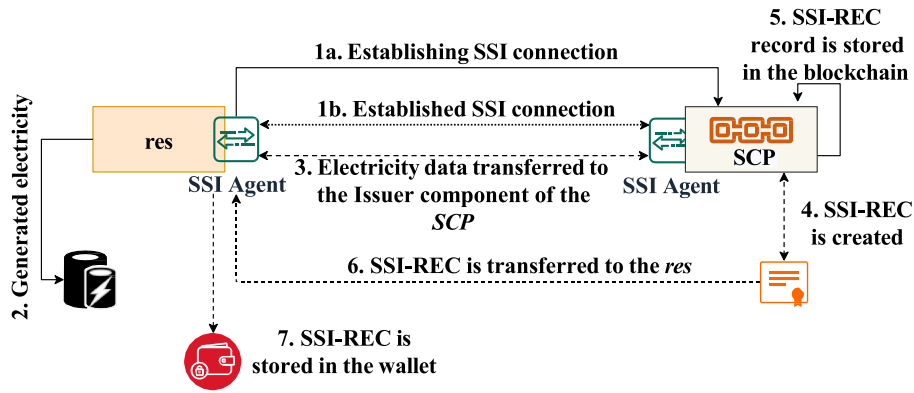 1a. Establishing SSI connection
5. SSI-REC
record is stored
in the blockchain
1b. Established SSI connection
res
SCP
SSI Agent
3. Electricity data transferred to
the Issuer component of the
SCP
SSI Agent
2. Generated electricity
4. SSI-REC
is created
6. SSI-REC is transferred to the res
7. SSI-REC is
stored in the wallet